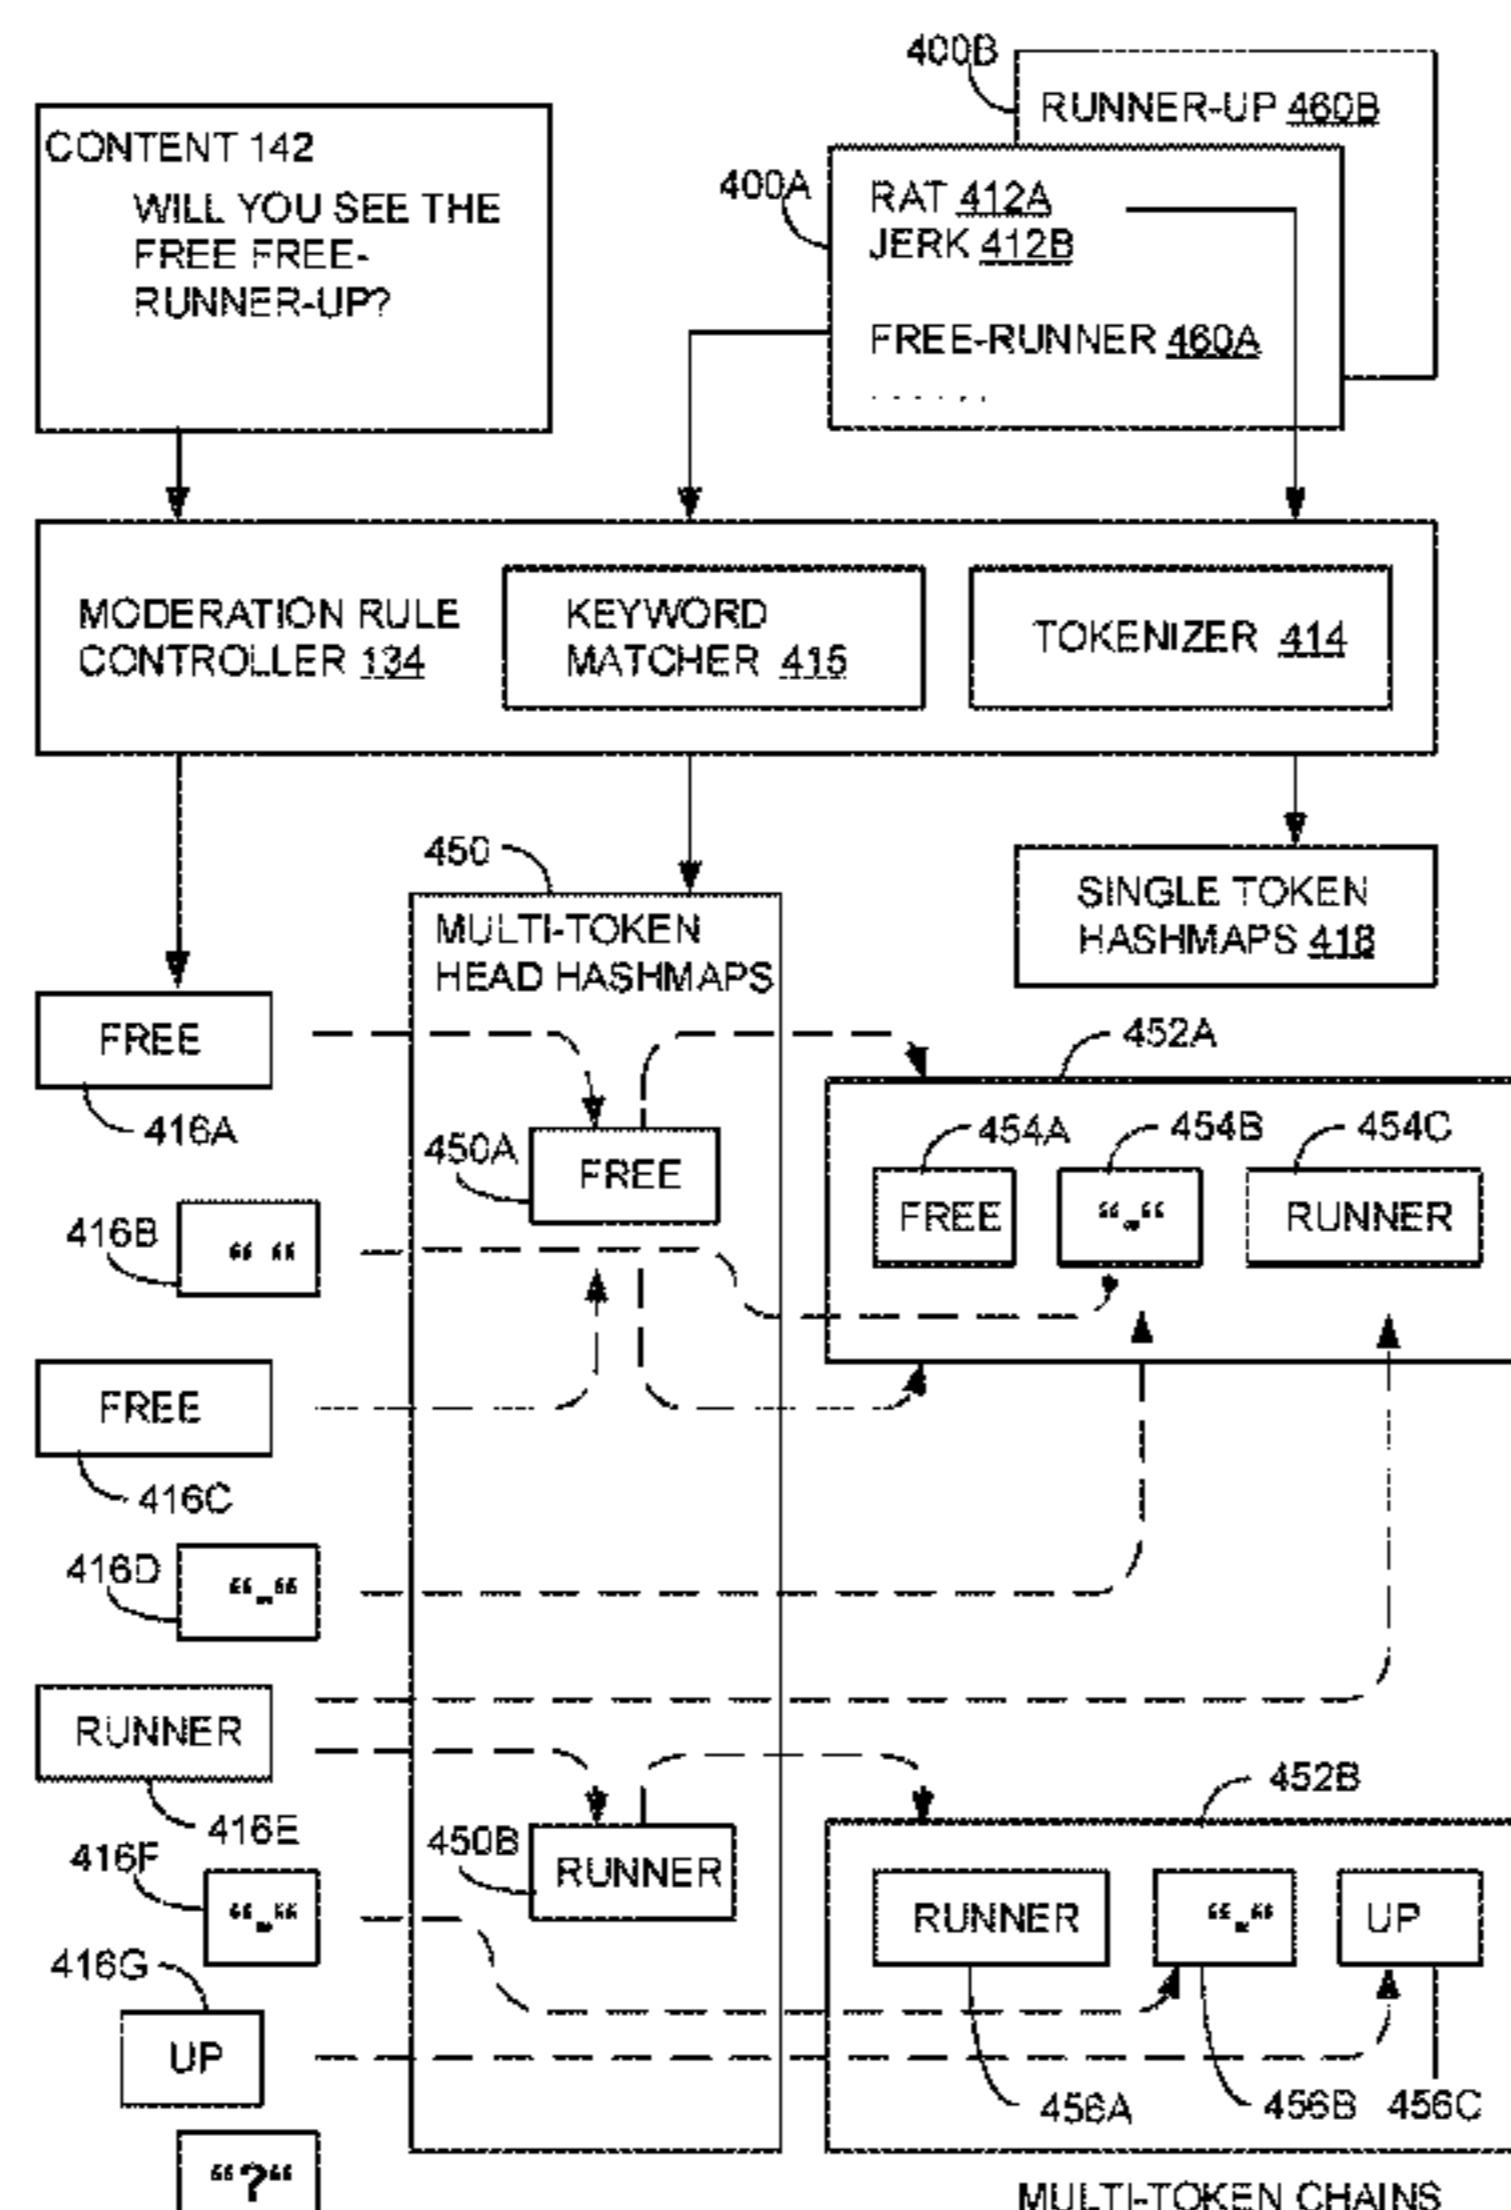 400B
RUNNER-UP 460B
CONTENT 142
WILL YOU SEE THE
FREE FREE-
RUNNER-UP?
400A
RAT 412A
JERK 412B
FREE-RUNNER 460A
. . . . . .
MODERATION RULE
CONTROLLER 134
KEYWORD
MATCHER 415
TOKENIZER 414
450
MULTI-TOKEN
HEAD HASHMAPS
SINGLE TOKEN
HASHMAPS 418
FREE
416A
452A
450A
FREE
454A
454B
454C
FREE
“-“
RUNNER
416B
“ “
FREE
416C
416D
“-“
RUNNER
416E
450B
RUNNER
452B
416F
“-“
RUNNER
“-“
UP
416G
UP
456A
456B
456C
“?“
MULTI-TOKEN CHAINS